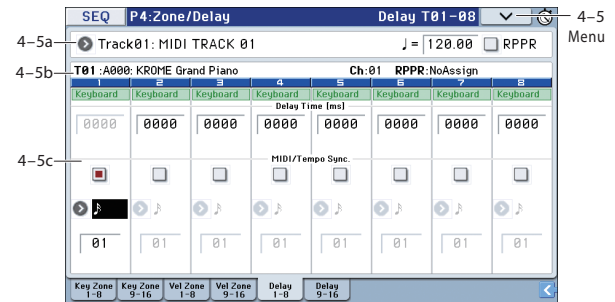 SEQ P4:Zone/Delay Delay T01-08 4–5
Menu
4–5a Track01: MIDI TRACK 01 ♩= 120.00 RPPR
4–5b T01 :A000: KROME Grand Piano Ch:01 RPPR:NoAssign
1 2 3 4 5 6 7 8
Keyboard Keyboard Keyboard Keyboard Keyboard Keyboard Keyboard Keyboard
Delay Time [ms]
0000 0000 0000 0000 0000 0000 0000 0000
4–5c MIDI/Tempo Sync.
01 01 01 01 01 01 01 01
Key Zone 1-8 Key Zone 9-16 Vel Zone 1-8 Vel Zone 9-16 Delay 1-8 Delay 9-16